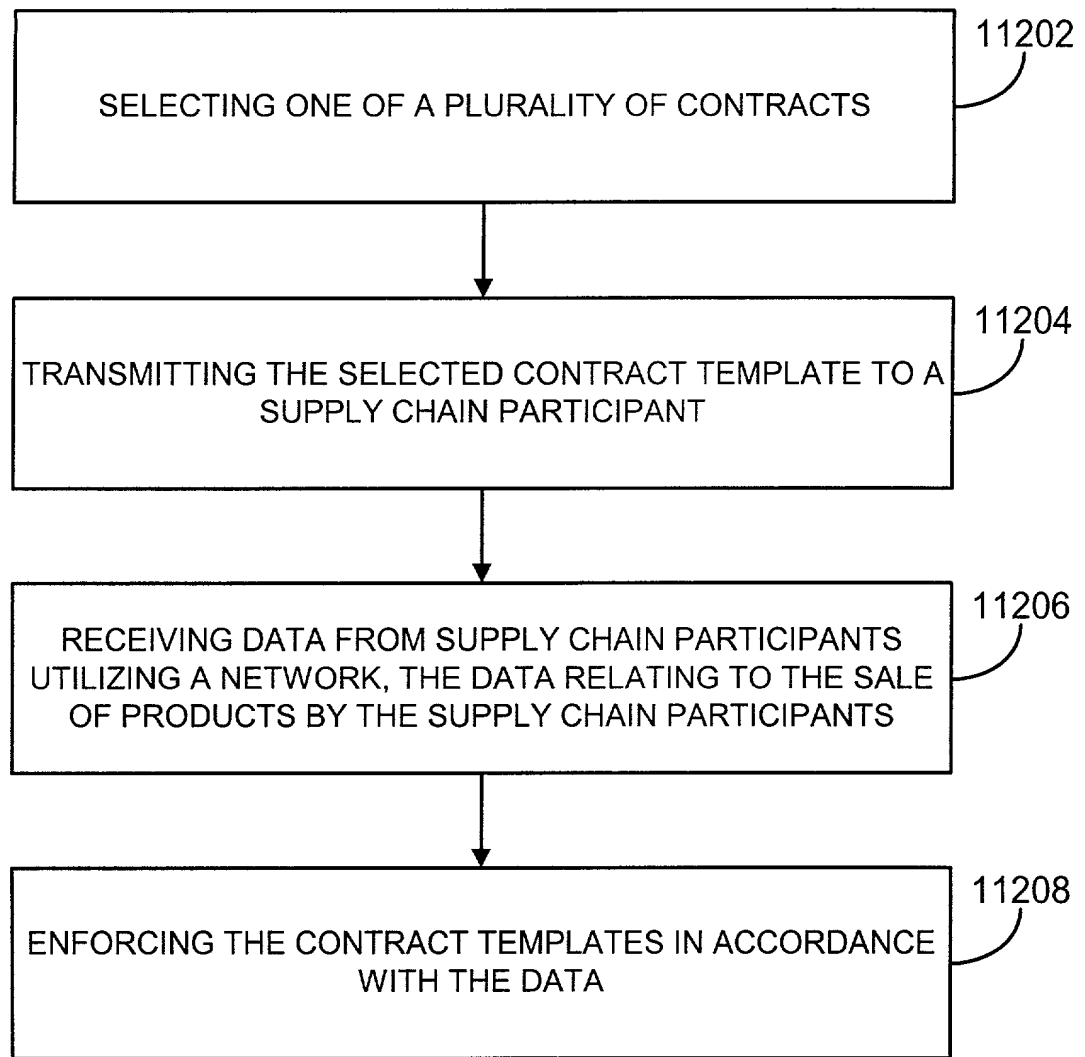 11202
SELECTING ONE OF A PLURALITY OF CONTRACTS
11204
TRANSMITTING THE SELECTED CONTRACT TEMPLATE TO A
SUPPLY CHAIN PARTICIPANT
11206
RECEIVING DATA FROM SUPPLY CHAIN PARTICIPANTS
UTILIZING A NETWORK, THE DATA RELATING TO THE SALE
OF PRODUCTS BY THE SUPPLY CHAIN PARTICIPANTS
11208
ENFORCING THE CONTRACT TEMPLATES IN ACCORDANCE
WITH THE DATA